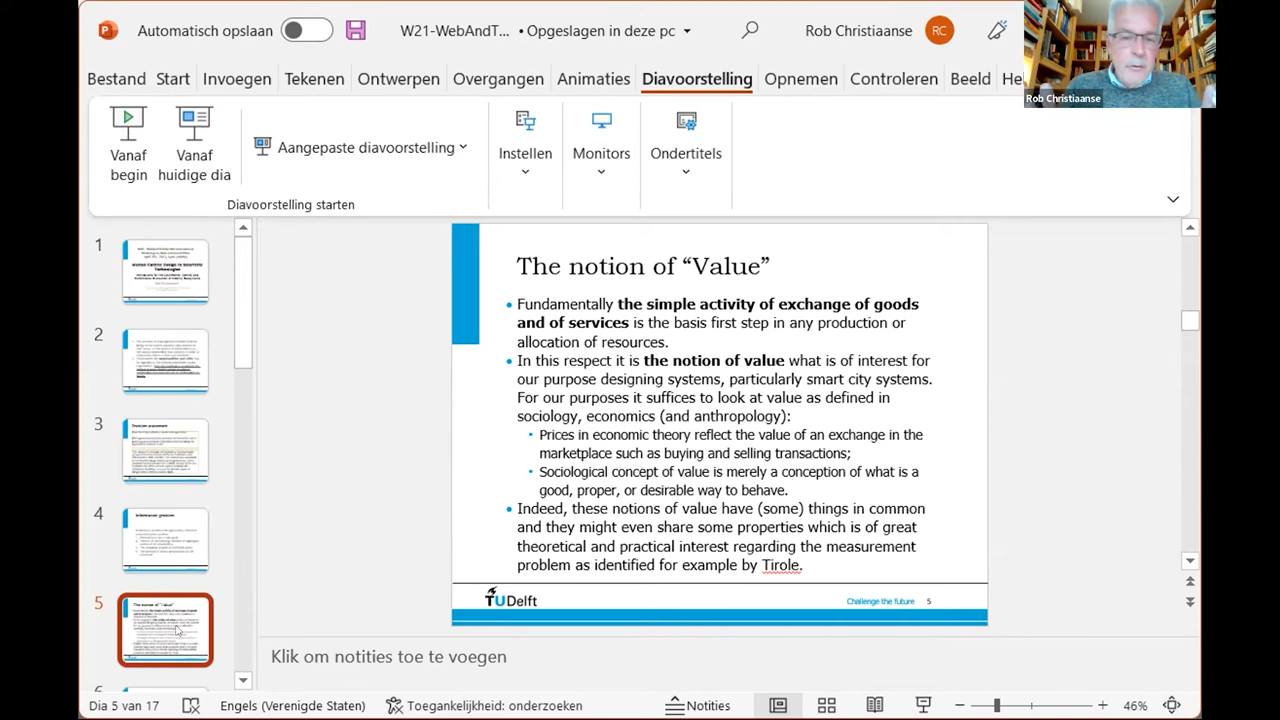 Automatisch opslaan
W21-WebAndT... • Opgeslagen in deze pc
Rob Christiaanse
RC
Bestand Start Invoegen Tekenen Ontwerpen Overgangen Animaties Diavoorstelling Opnemen Controleren Beeld He
Rob Christiaanse
Vanaf begin
Vanaf huidige dia
Aangepaste diavoorstelling
Instellen
Monitors
Ondertitels
Diavoorstelling starten
1
2
3
4
5
The notion of “Value”
• Fundamentally the simple activity of exchange of goods
and of services is the basis first step in any production or
allocation of resources.
• In this respect it is the notion of value what is of interest for
our purpose designing systems, particularly smart city systems.
For our purposes it suffices to look at value as defined in
sociology, economics (and anthropology):
• Prices in economic theory reflect the value of an exchange in the
marketplace such as buying and selling transactions.
• Sociological concept of value is merely a conception of what is a
good, proper, or desirable way to behave.
• Indeed, these notions of value have (some) things in common
and they may even share some properties which is of great
theoretical and practical interest regarding the measurement
problem as identified for example by Tirole.
TUDelft
Challenge the future 5
Klik om notities toe te voegen
Dia 5 van 17
Engels (Verenigde Staten)
Toegankelijkheid: onderzoeken
Notities
46%